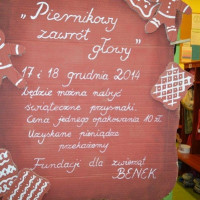 „Piernikowy
zawrót
głowy"
17 i 18 grudnia 2014
będzie można nabyć
świąteczne przysmaki.
Cena jednego opakowania 10 zł.
Uzyskane pieniądze
przekażemy
Fundacji dla zwierząt
BENEK